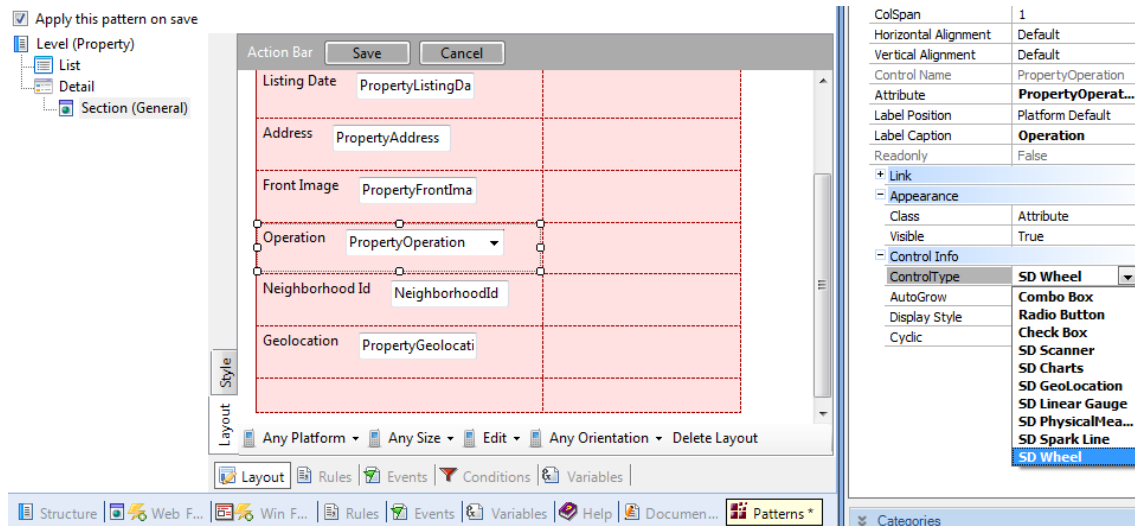 Apply this pattern on save
Level (Property)
List
Detail
Section (General)
Action Bar Save Cancel
Listing Date PropertyListingDa
Address PropertyAddress
Front Image PropertyFrontIma
Operation PropertyOperation
Neighborhood Id NeighborhoodId
Geolocation PropertyGeolocati
Style
Layout
Any Platform Any Size Edit Any Orientation Delete Layout
Layout Rules Events Conditions Variables
Structure Web F... Win F... Rules Events Variables Help Documen... Patterns *
ColSpan 1
Horizontal Alignment Default
Vertical Alignment Default
Control Name PropertyOperation
Attribute PropertyOperat...
Label Position Platform Default
Label Caption Operation
Readonly False
Link
Appearance
Class Attribute
Visible True
Control Info
ControlType SD Wheel
AutoGrow
Display Style
Cyclic
Combo Box
Radio Button
Check Box
SD Scanner
SD Charts
SD GeoLocation
SD Linear Gauge
SD PhysicalMea...
SD Spark Line
SD Wheel
Categories